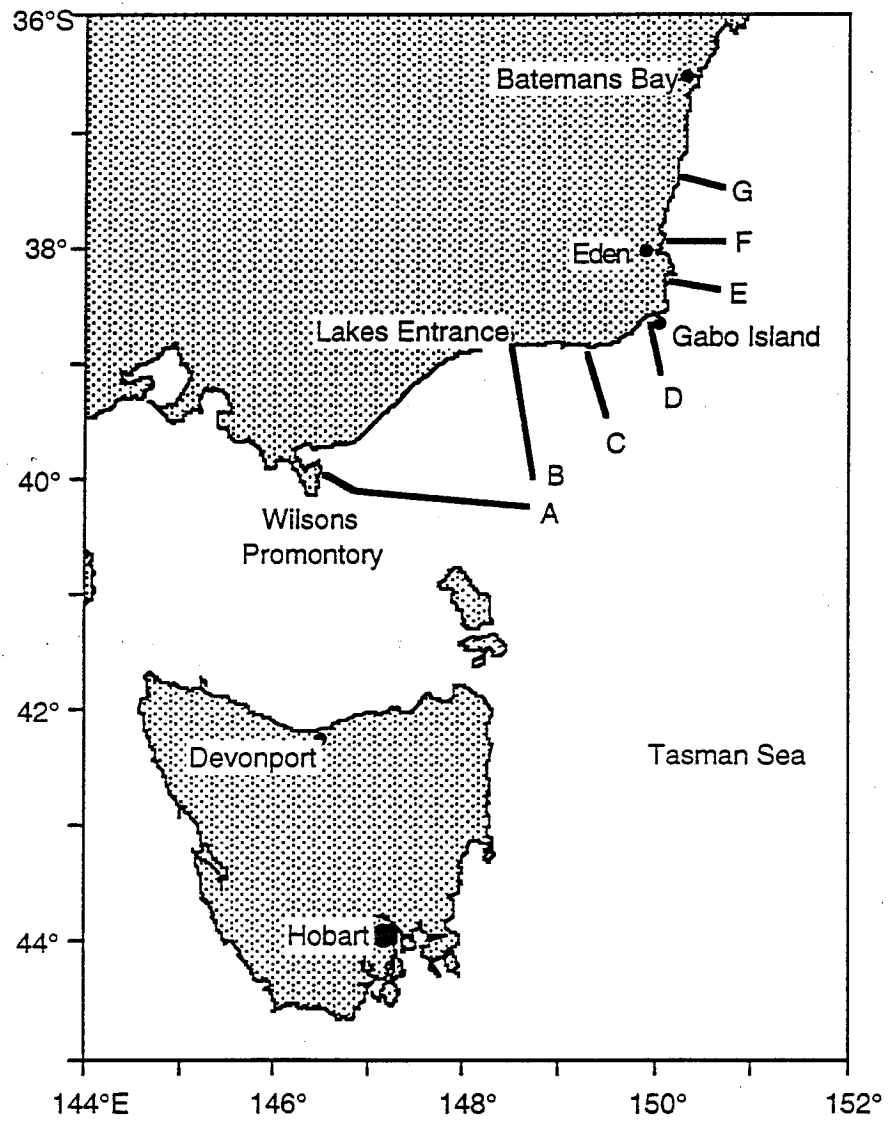 36°S
Batemans Bay
G
F
38°
Eden
E
Lakes Entrance
Gabo Island
D
C
B
40°
A
Wilsons
Promontory
42°
Devonport
Tasman Sea
Hobart
44°
144°E
146°
148°
150°
152°